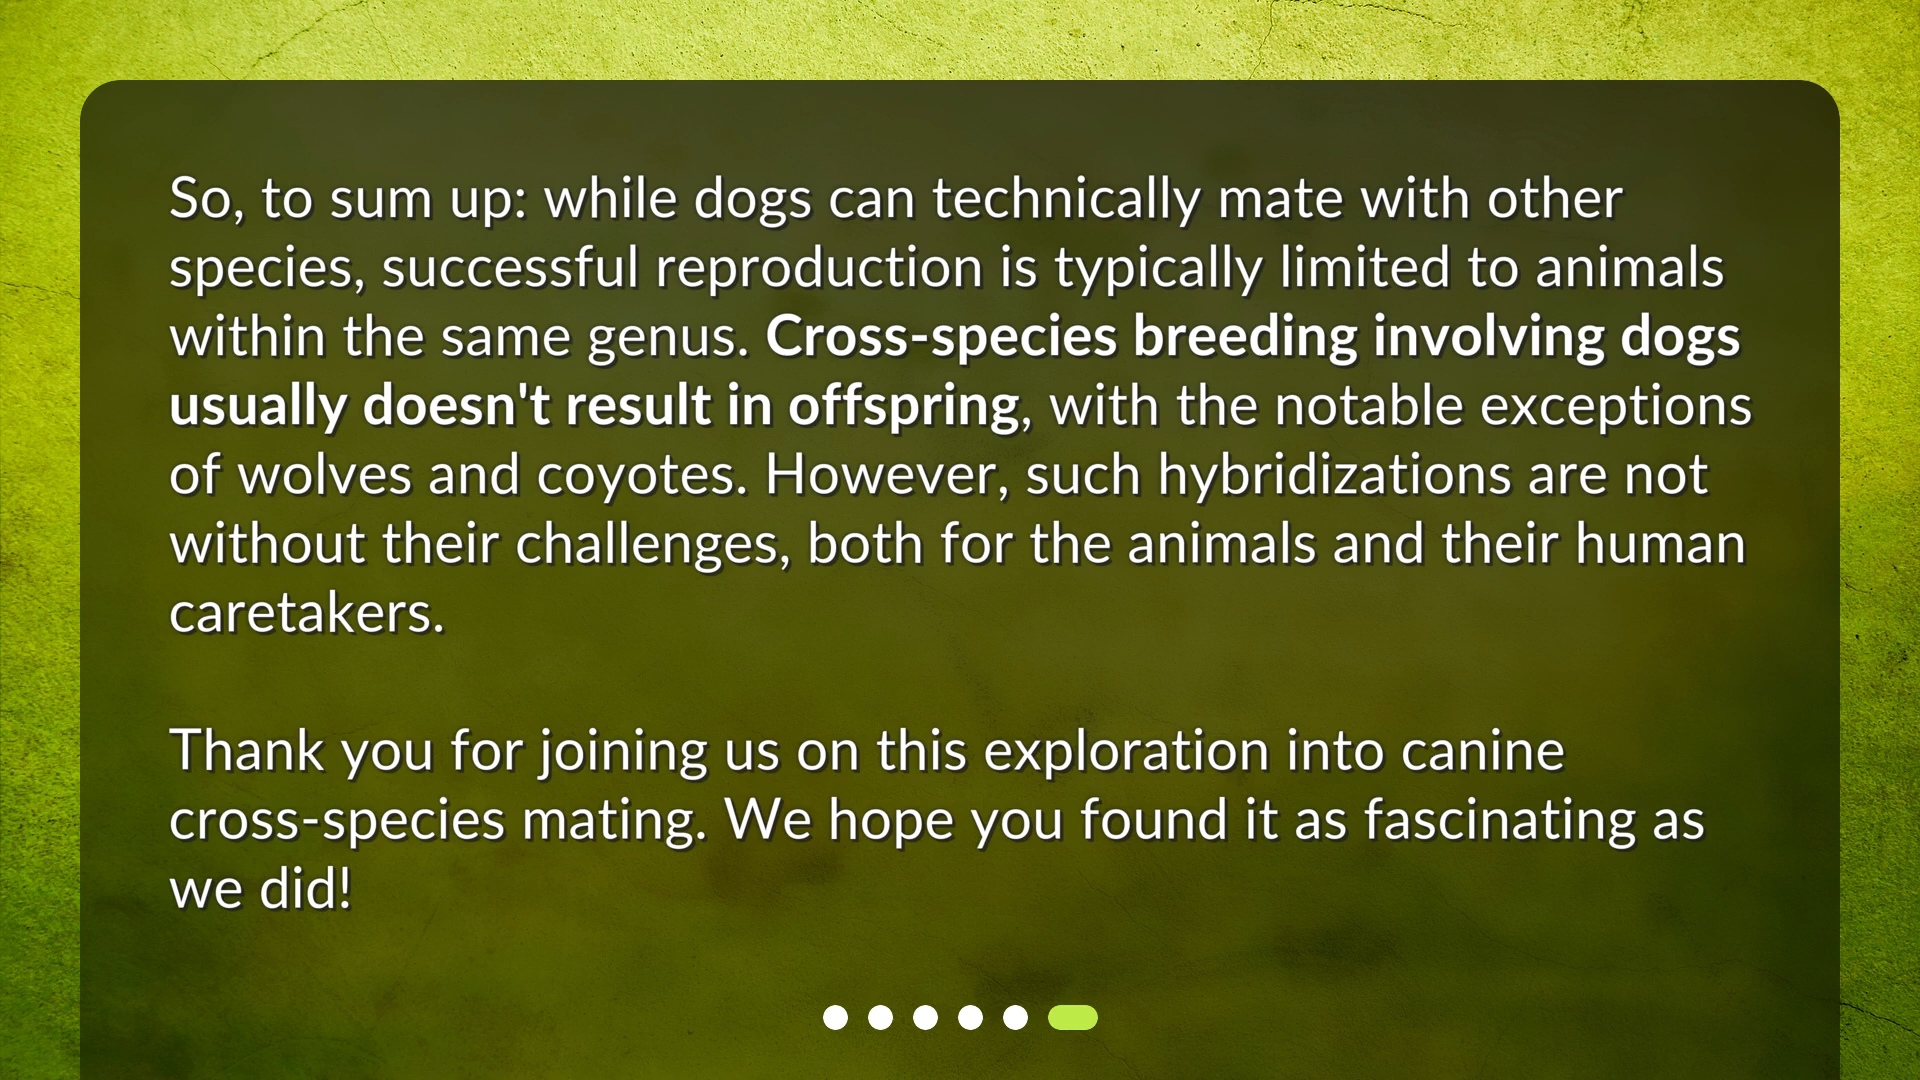 So, to sum up: while dogs can technically mate with other
species, successful reproduction is typically limited to animals
within the same genus. Cross-species breeding involving dogs
usually doesn't result in offspring, with the notable exceptions
of wolves and coyotes. However, such hybridizations are not
without their challenges, both for the animals and their human
caretakers.
Thank you for joining us on this exploration into canine
cross-species mating. We hope you found it as fascinating as
we did!